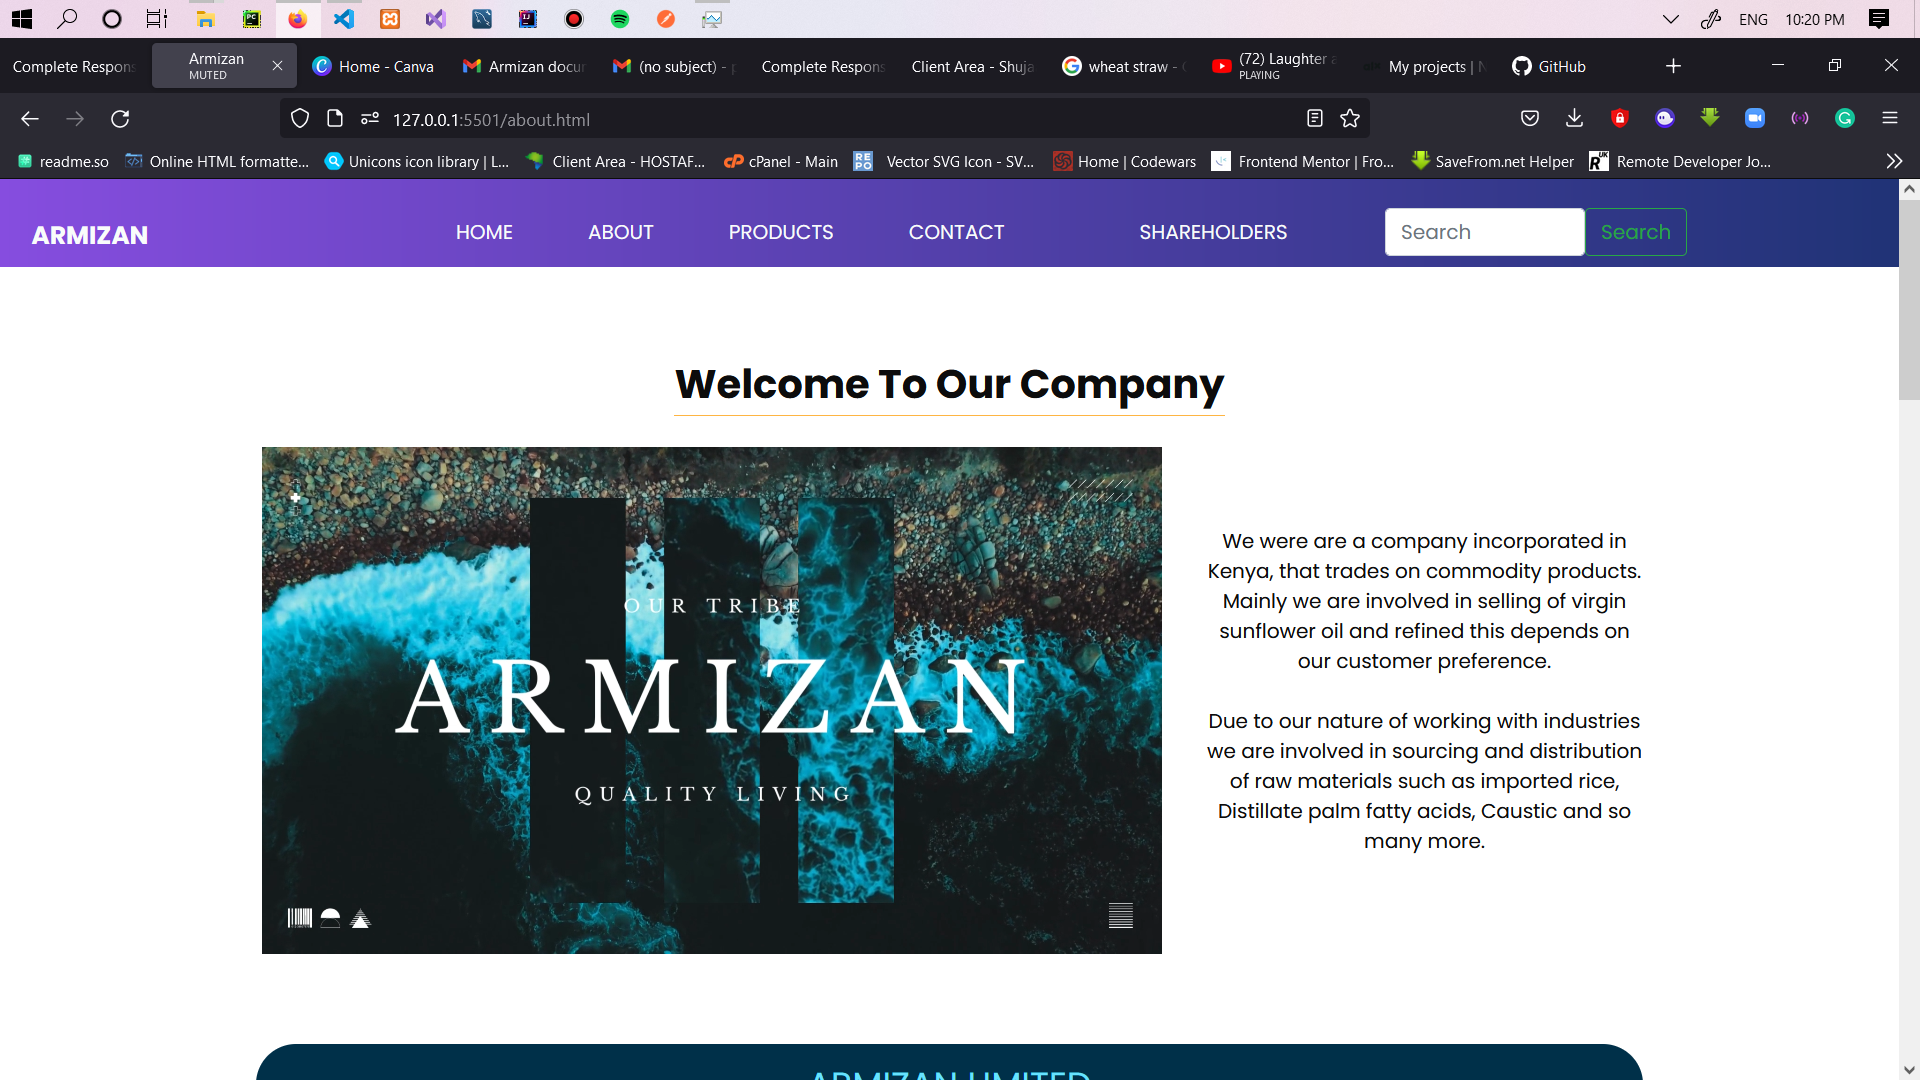 ENG 10:20 PM
Complete Respons
Armizan
MUTED
Home - Canva
Armizan docur
(no subject) - p
Complete Respons
Client Area - Shuja
wheat straw - G
(72) Laughter a
PLAYING
My projects | N
GitHub
127.0.0.1:5501/about.html
readme.so
Online HTML formatte...
Unicons icon library | L...
Client Area - HOSTAF...
cPanel - Main
Vector SVG Icon - SV...
Home | Codewars
Frontend Mentor | Fro...
SaveFrom.net Helper
Remote Developer Jo...
ARMIZAN
HOME
ABOUT
PRODUCTS
CONTACT
SHAREHOLDERS
Search
Search
Welcome To Our Company
OUR TRIBE
ARMIZAN
QUALITY LIVING
We were are a company incorporated in
Kenya, that trades on commodity products.
Mainly we are involved in selling of virgin
sunflower oil and refined this depends on
our customer preference.
Due to our nature of working with industries
we are involved in sourcing and distribution
of raw materials such as imported rice,
Distillate palm fatty acids, Caustic and so
many more.
ARMIZAN LIMITED